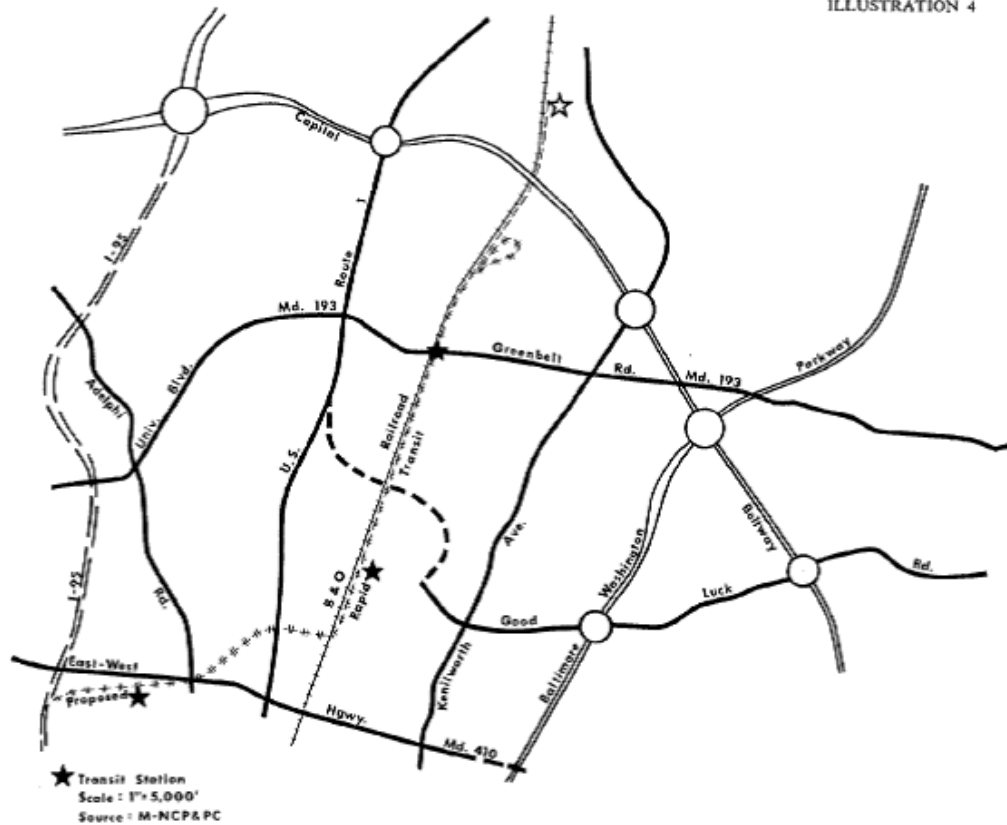 ILLUSTRATION 4
Capital
I-95
Route 1
Md. 193
Adelphi
Univ. Blvd.
Greenbelt
Rd.
Md. 193
Parkway
Railroad
Transit
U.S.
Ave.
Washington
Beltway
I-95
Rd.
B & O
Rapid
Good
Luck
Rd.
East-West
Proposed
Kenilworth
Baltimore
Hgwy.
Md. 410
Transit Station
Scale : 1"=5,000'
Source : M-NCP&PC